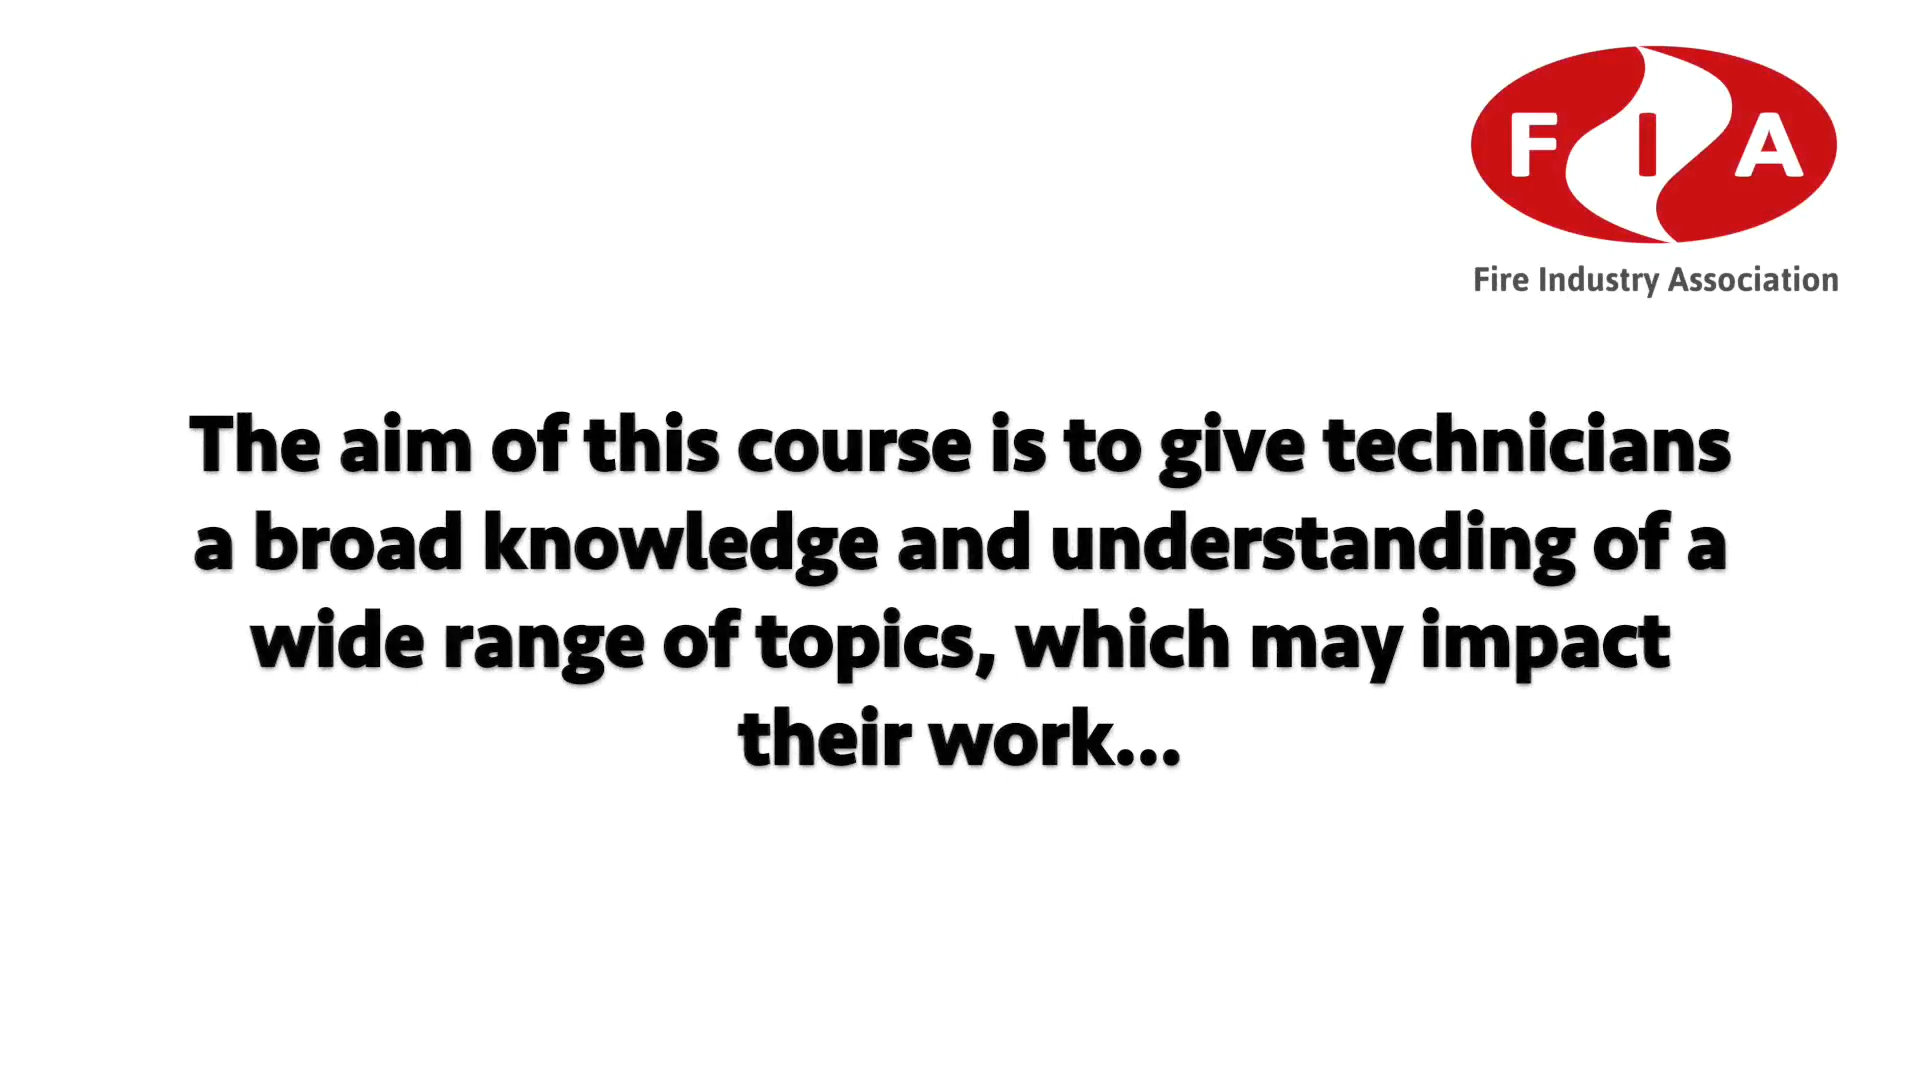 F I A
Fire Industry Association
The aim of this course is to give technicians
a broad knowledge and understanding of a
wide range of topics, which may impact
their work...